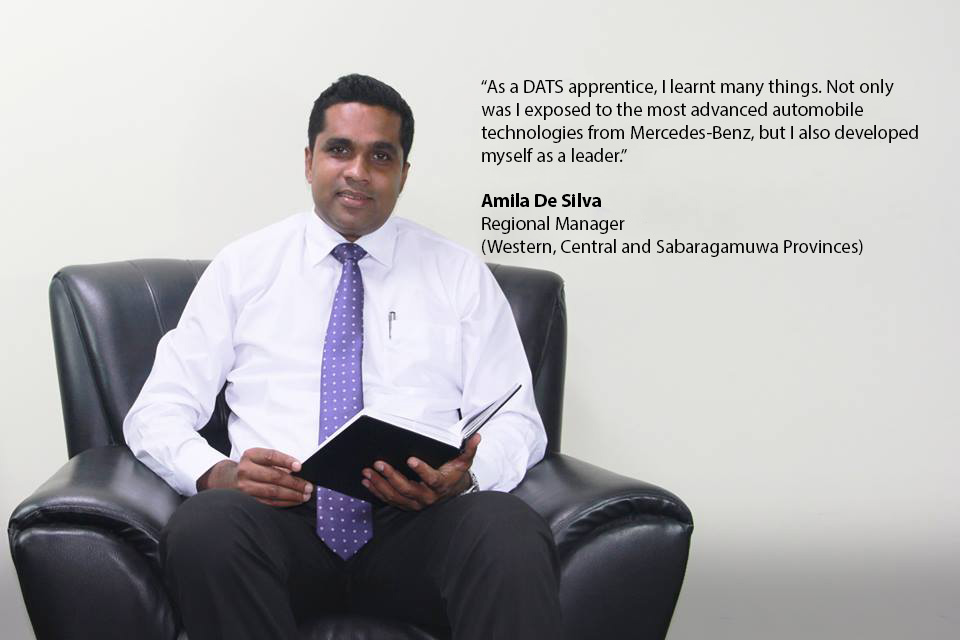 “As a DATS apprentice, I learnt many things. Not only
was I exposed to the most advanced automobile
technologies from Mercedes-Benz, but I also developed
myself as a leader.”
Amila De Silva
Regional Manager
(Western, Central and Sabaragamuwa Provinces)